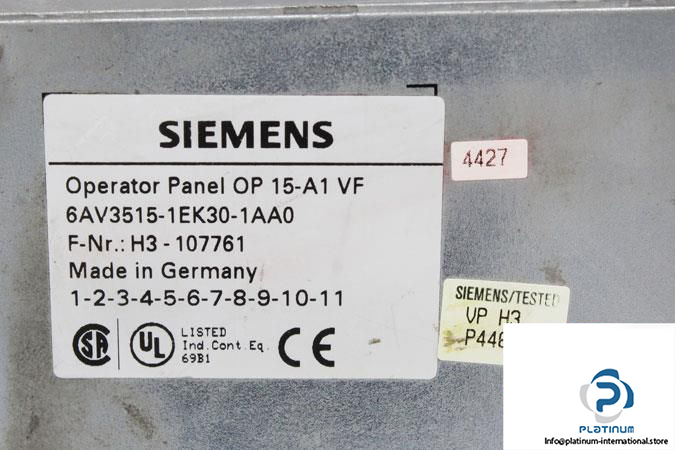 SIEMENS
Operator Panel OP 15-A1 VF
6AV3515-1EK30-1AA0
F-Nr.: H3 - 107761
Made in Germany
1-2-3-4-5-6-7-8-9-10-11
SA
UL
LISTED
Ind.Cont.Eq.
69B1
CE
4427
SIEMENS/TESTED
VP H3
PLATINUM
Info@platinum-international.store